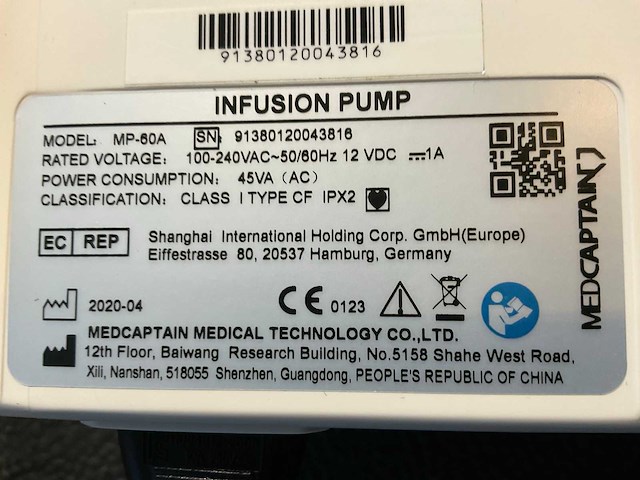 91380120043816
INFUSION PUMP
MODEL: MP-60A SN: 91380120043816
RATED VOLTAGE: 100-240VAC~50/60Hz 12 VDC ⎓1A
POWER CONSUMPTION: 45VA (AC)
CLASSIFICATION: CLASS I TYPE CF IPX2
EC REP
Shanghai International Holding Corp. GmbH(Europe)
Eiffestrasse 80, 20537 Hamburg, Germany
MEDCAPTAIN
2020-04
CE 0123
MEDCAPTAIN MEDICAL TECHNOLOGY CO.,LTD.
12th Floor, Baiwang Research Building, No.5158 Shahe West Road,
Xili, Nanshan, 518055 Shenzhen, Guangdong, PEOPLE'S REPUBLIC OF CHINA